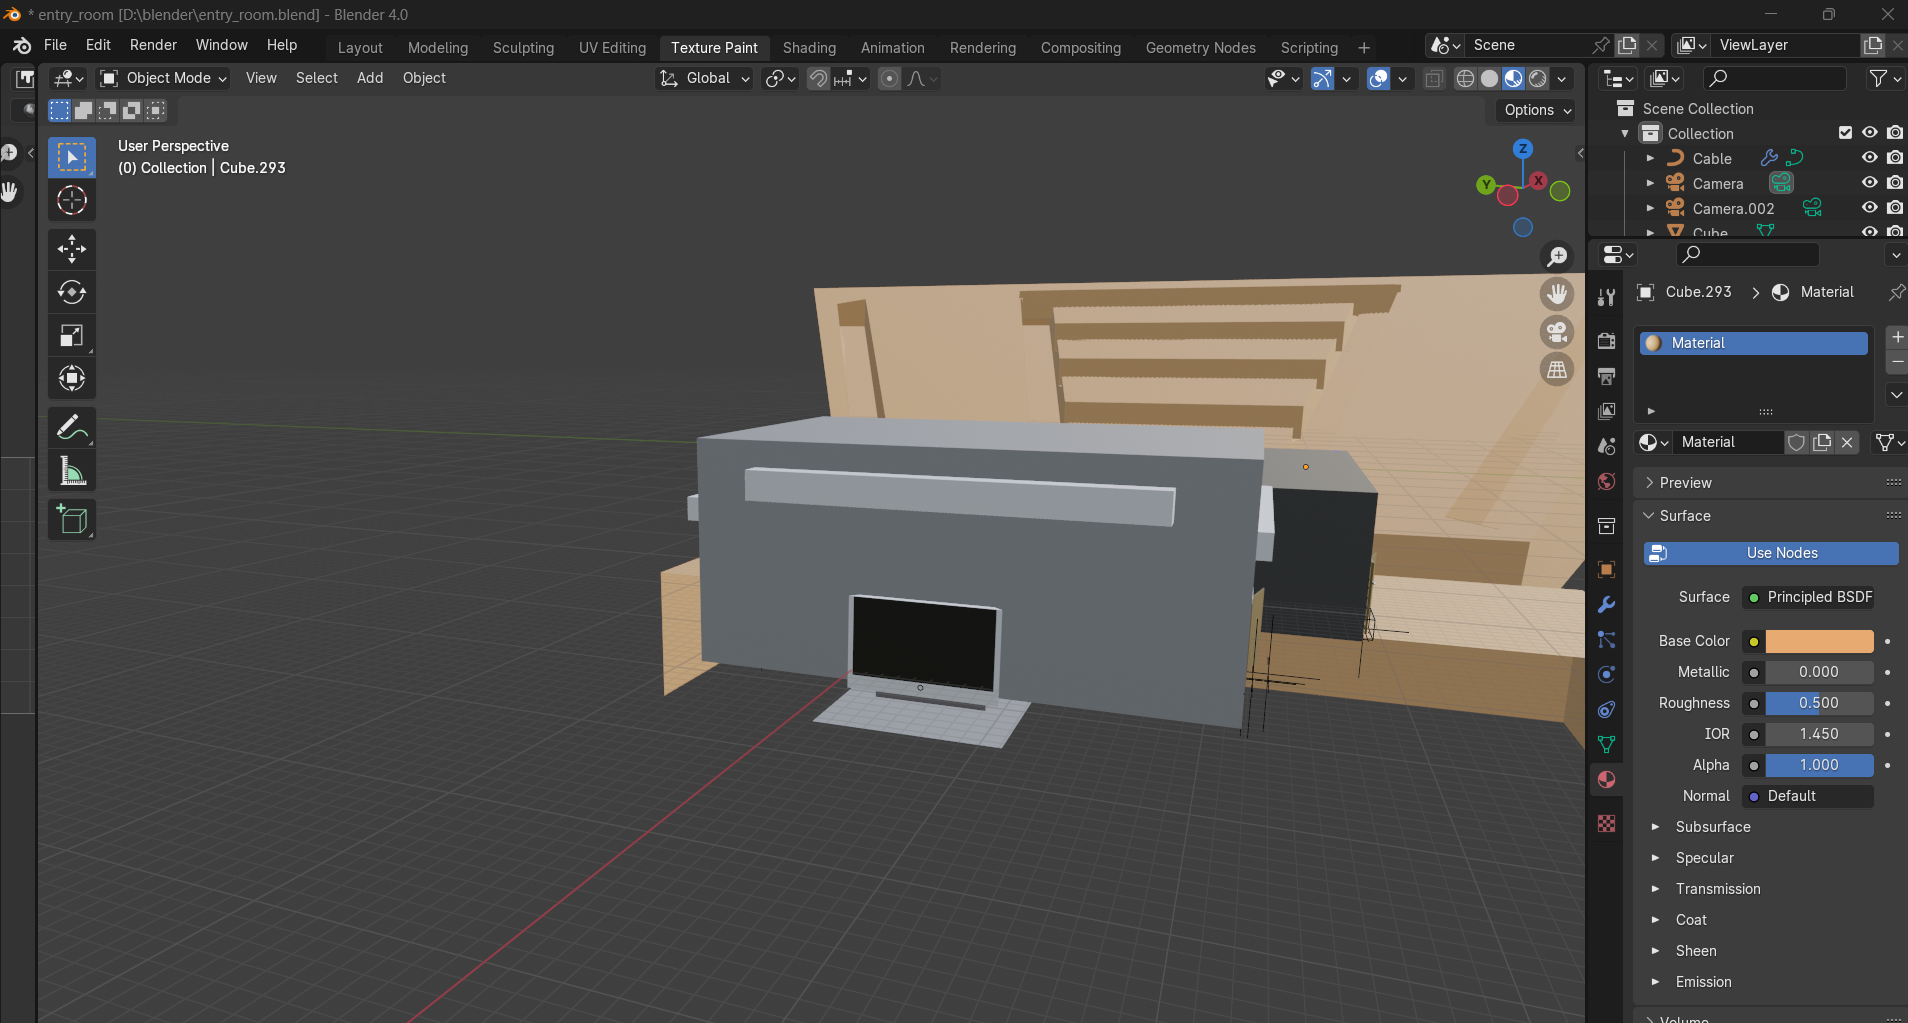 * entry_room [D:\blender\entry_room.blend] - Blender 4.0
File Edit Render Window Help
Layout Modeling Sculpting UV Editing Texture Paint Shading Animation Rendering Compositing Geometry Nodes Scripting
Scene
ViewLayer
Object Mode View Select Add Object
Global
Options
User Perspective
(0) Collection | Cube.293
Z
Y
X
Scene Collection
Collection
Cable
Camera
Camera.002
Cube
Cube.293 Material
Material
Material
Preview
Surface
Use Nodes
Surface Principled BSDF
Base Color
Metallic 0.000
Roughness 0.500
IOR 1.450
Alpha 1.000
Normal Default
Subsurface
Specular
Transmission
Coat
Sheen
Emission
Volume